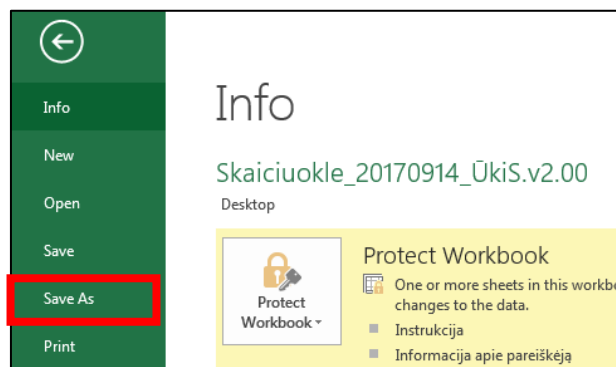 Info
New
Open
Save
Save As
Print
Info
Skaiciuokle_20170914_ŪkiS.v2.00
Desktop
Protect
Workbook
Protect Workbook
One or more sheets in this
changes to the data.
Instrukcija
Informacija apie pareiškėją